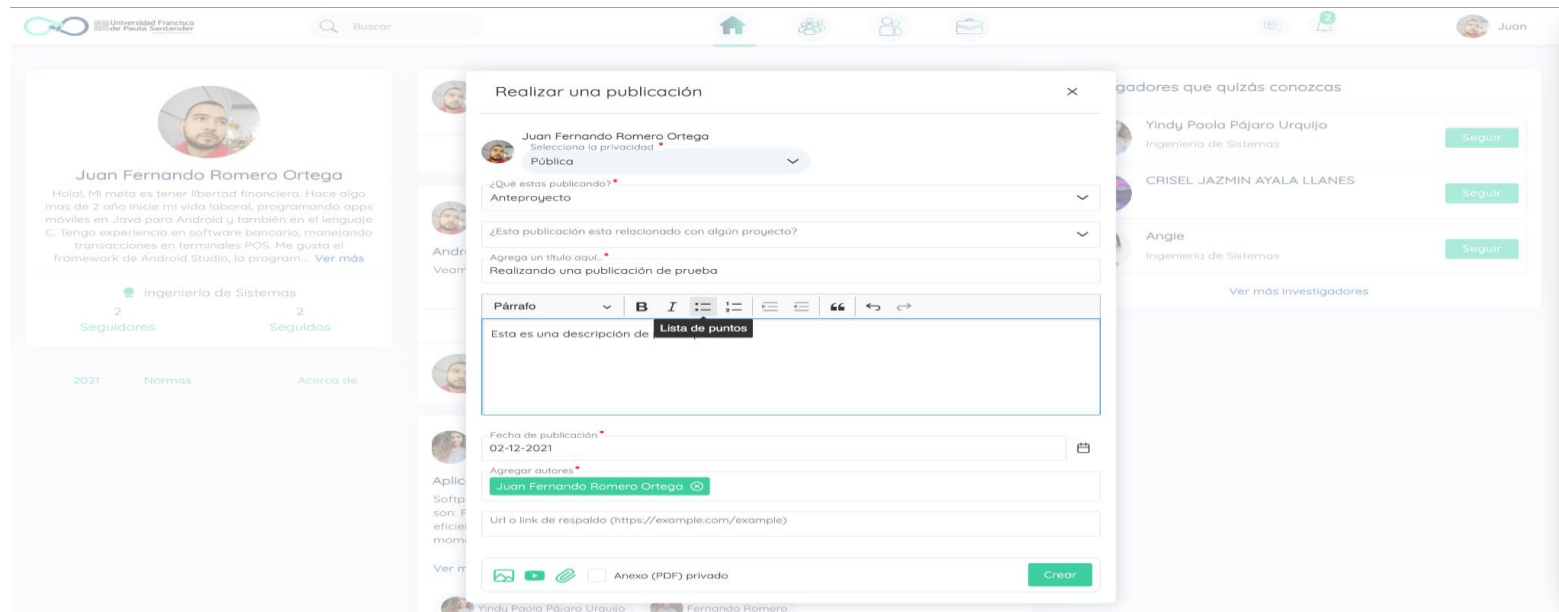 Universidad Francisco
de Paula Santander
Buscar
2
Juan
Juan Fernando Romero Ortega
Hola!, Mi meta es tener libertad financiera. Hace algo
mas de 2 año inicie mi vida laboral, programando apps
móviles en Java para Android y también en el lenguaje
C. Tengo experiencia en software bancario, manejando
transacciones en terminales POS. Me gusta el
framework de Android Studio, la program... Ver más
Ingeniería de Sistemas
2 2
Seguidores Seguidos
2021 Normas Acerca de
Andr
Veam
Aplic
Softp
son: F
eficie
mom
Ver m
Yindy Paola Pájaro Urquijo Fernando Romero
Realizar una publicación
Juan Fernando Romero Ortega
Selecciona la privacidad *
Pública
¿Qué estas publicando? *
Anteproyecto
¿Esta publicación esta relacionado con algún proyecto?
Agrega un título aquí... *
Realizando una publicación de prueba
Párrafo B I
Lista de puntos
Esta es una descripción de
Fecha de publicación *
02-12-2021
Agregar autores *
Juan Fernando Romero Ortega
Url o link de respaldo (https://example.com/example)
Anexo (PDF) privado
Crear
gadores que quizás conozcas
Yindy Paola Pájaro Urquijo
Ingeniería de Sistemas
Seguir
CRISEL JAZMIN AYALA LLANES
Seguir
Angie
Ingeniería de Sistemas
Seguir
Ver más investigadores